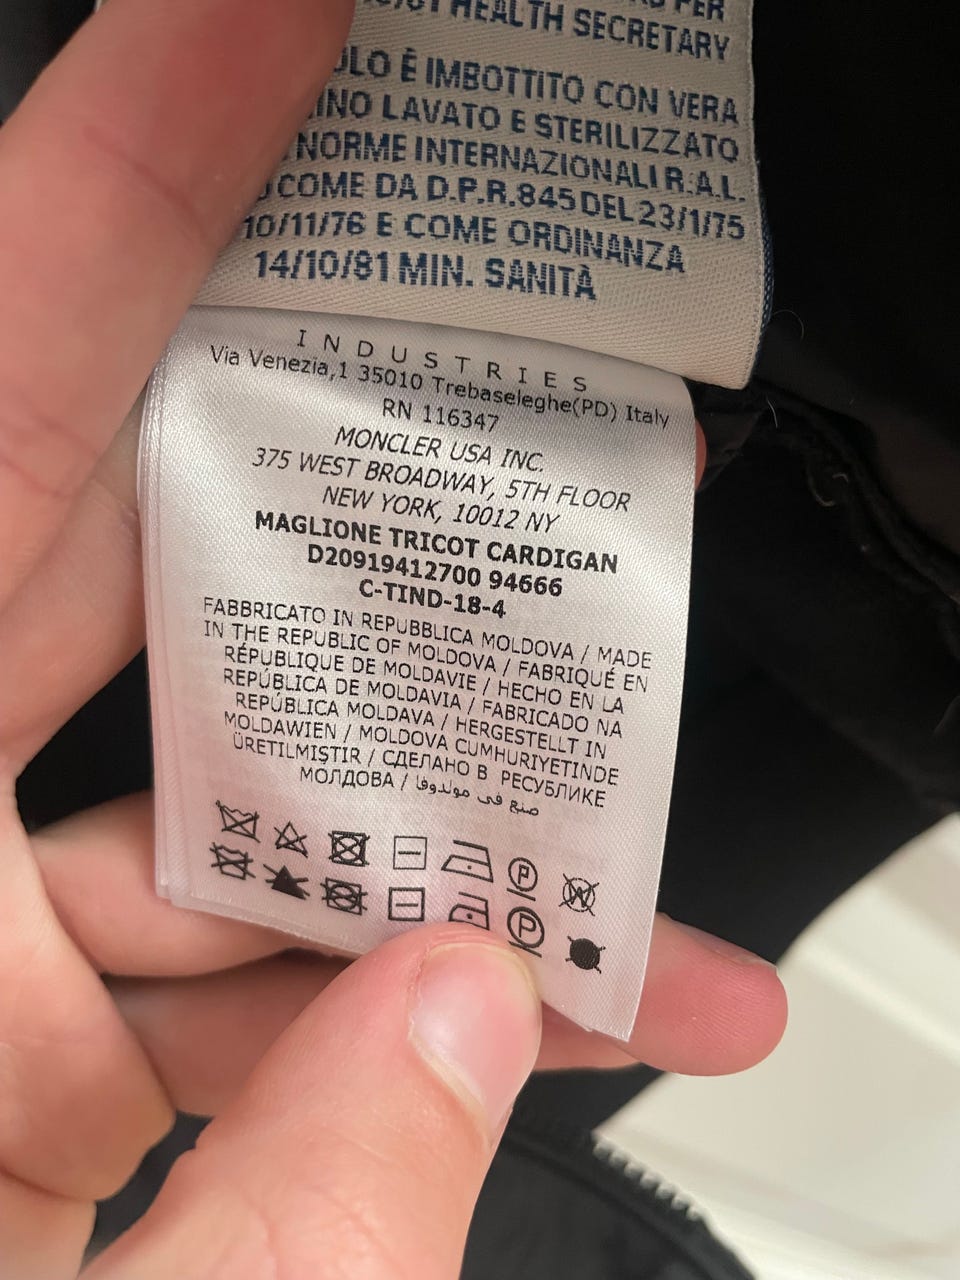 HEALTH SECRETARY
È IMBOTTITO CON VERA
LAVATO E STERILIZZATO
NORME INTERNAZIONALI R.A.L.
COME DA D.P.R.845 DEL 23/1/75
10/11/76 E COME ORDINANZA
14/10/81 MIN. SANITÀ
INDUSTRIES
Via Venezia,1 35010 Trebaseleghe(PD) Italy
RN 116347
MONCLER USA INC.
375 WEST BROADWAY, 5TH FLOOR
NEW YORK, 10012 NY
MAGLIONE TRICOT CARDIGAN
D20919412700 94666
C-TIND-18-4
FABBRICATO IN REPUBBLICA MOLDOVA / MADE
IN THE REPUBLIC OF MOLDOVA / FABRIQUÉ EN
RÉPUBLIQUE DE MOLDAVIE / HECHO EN LA
REPÚBLICA DE MOLDAVIA / FABRICADO NA
REPÚBLICA MOLDAVA / HERGESTELLT IN
MOLDAWIEN / MOLDOVA CUMHURIYETINDE
ÜRETILMIŞTIR / СДЕЛАНО В РЕСУБЛИКЕ
МОЛДОВА / صنع في مولدوفا
P W
P